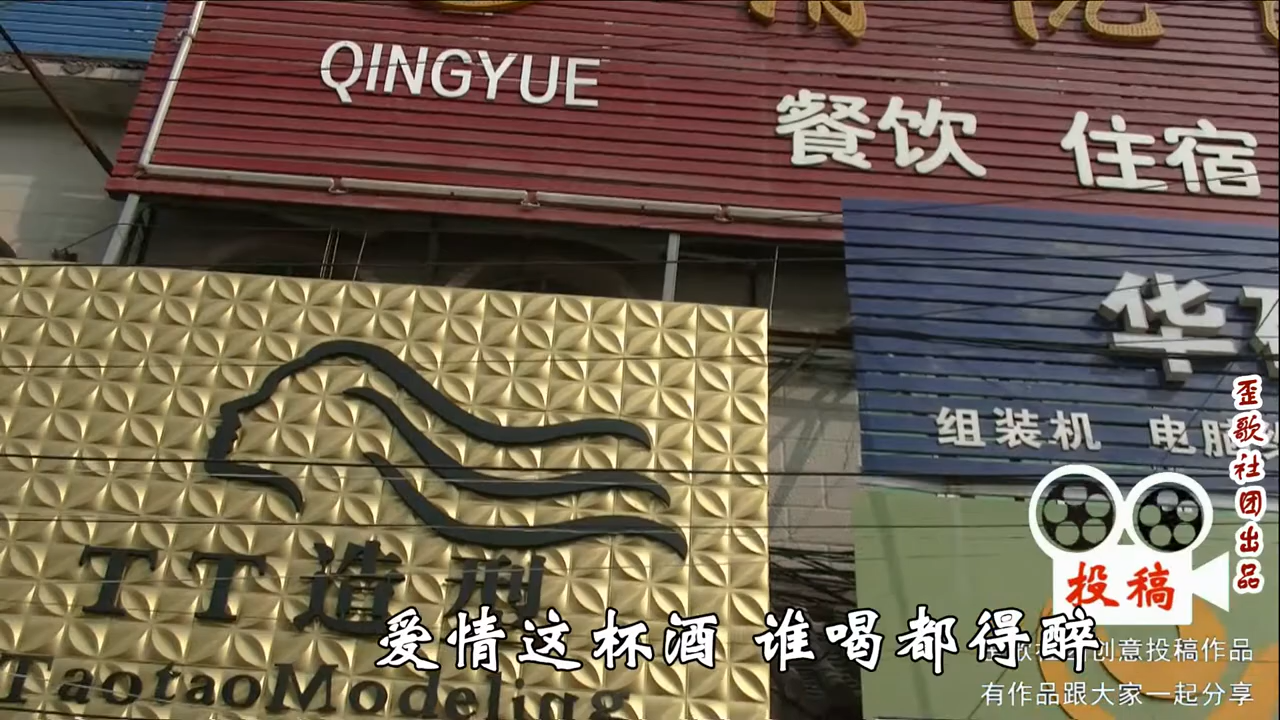 QINGYUE
餐饮 住宿
华
组装机 电脑
TT造型
TaotaoModeling
爱情这杯酒 谁喝都得醉
歪歌社团出品
投稿
创意投稿作品
有作品跟大家一起分享